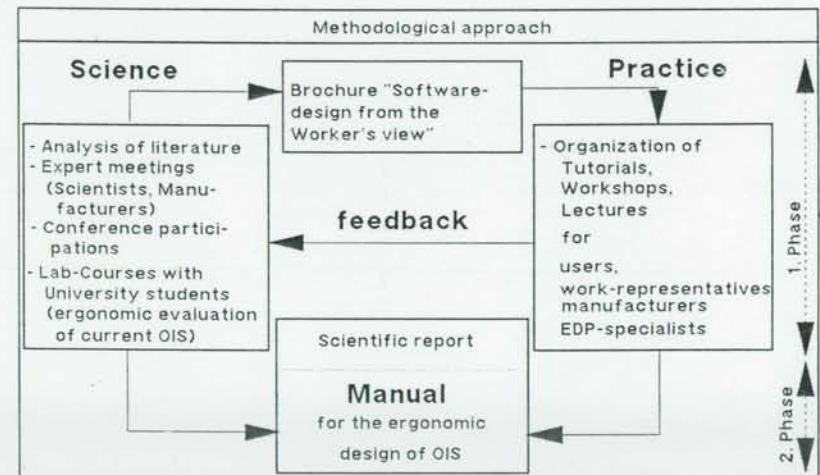 Methodological approach
Science
Brochure "Software-
design from the
Worker's view"
Practice
- Analysis of literature
- Expert meetings
(Scientists, Manu-
facturers)
- Conference partici-
pations
- Lab-Courses with
University students
(ergonomic evaluation
of current OIS)
feedback
- Organization of
Tutorials,
Workshops,
Lectures
for
users,
work-representatives
manufacturers
EDP-specialists
1. Phase
Scientific report
Manual
for the ergonomic
design of OIS
2. Phase